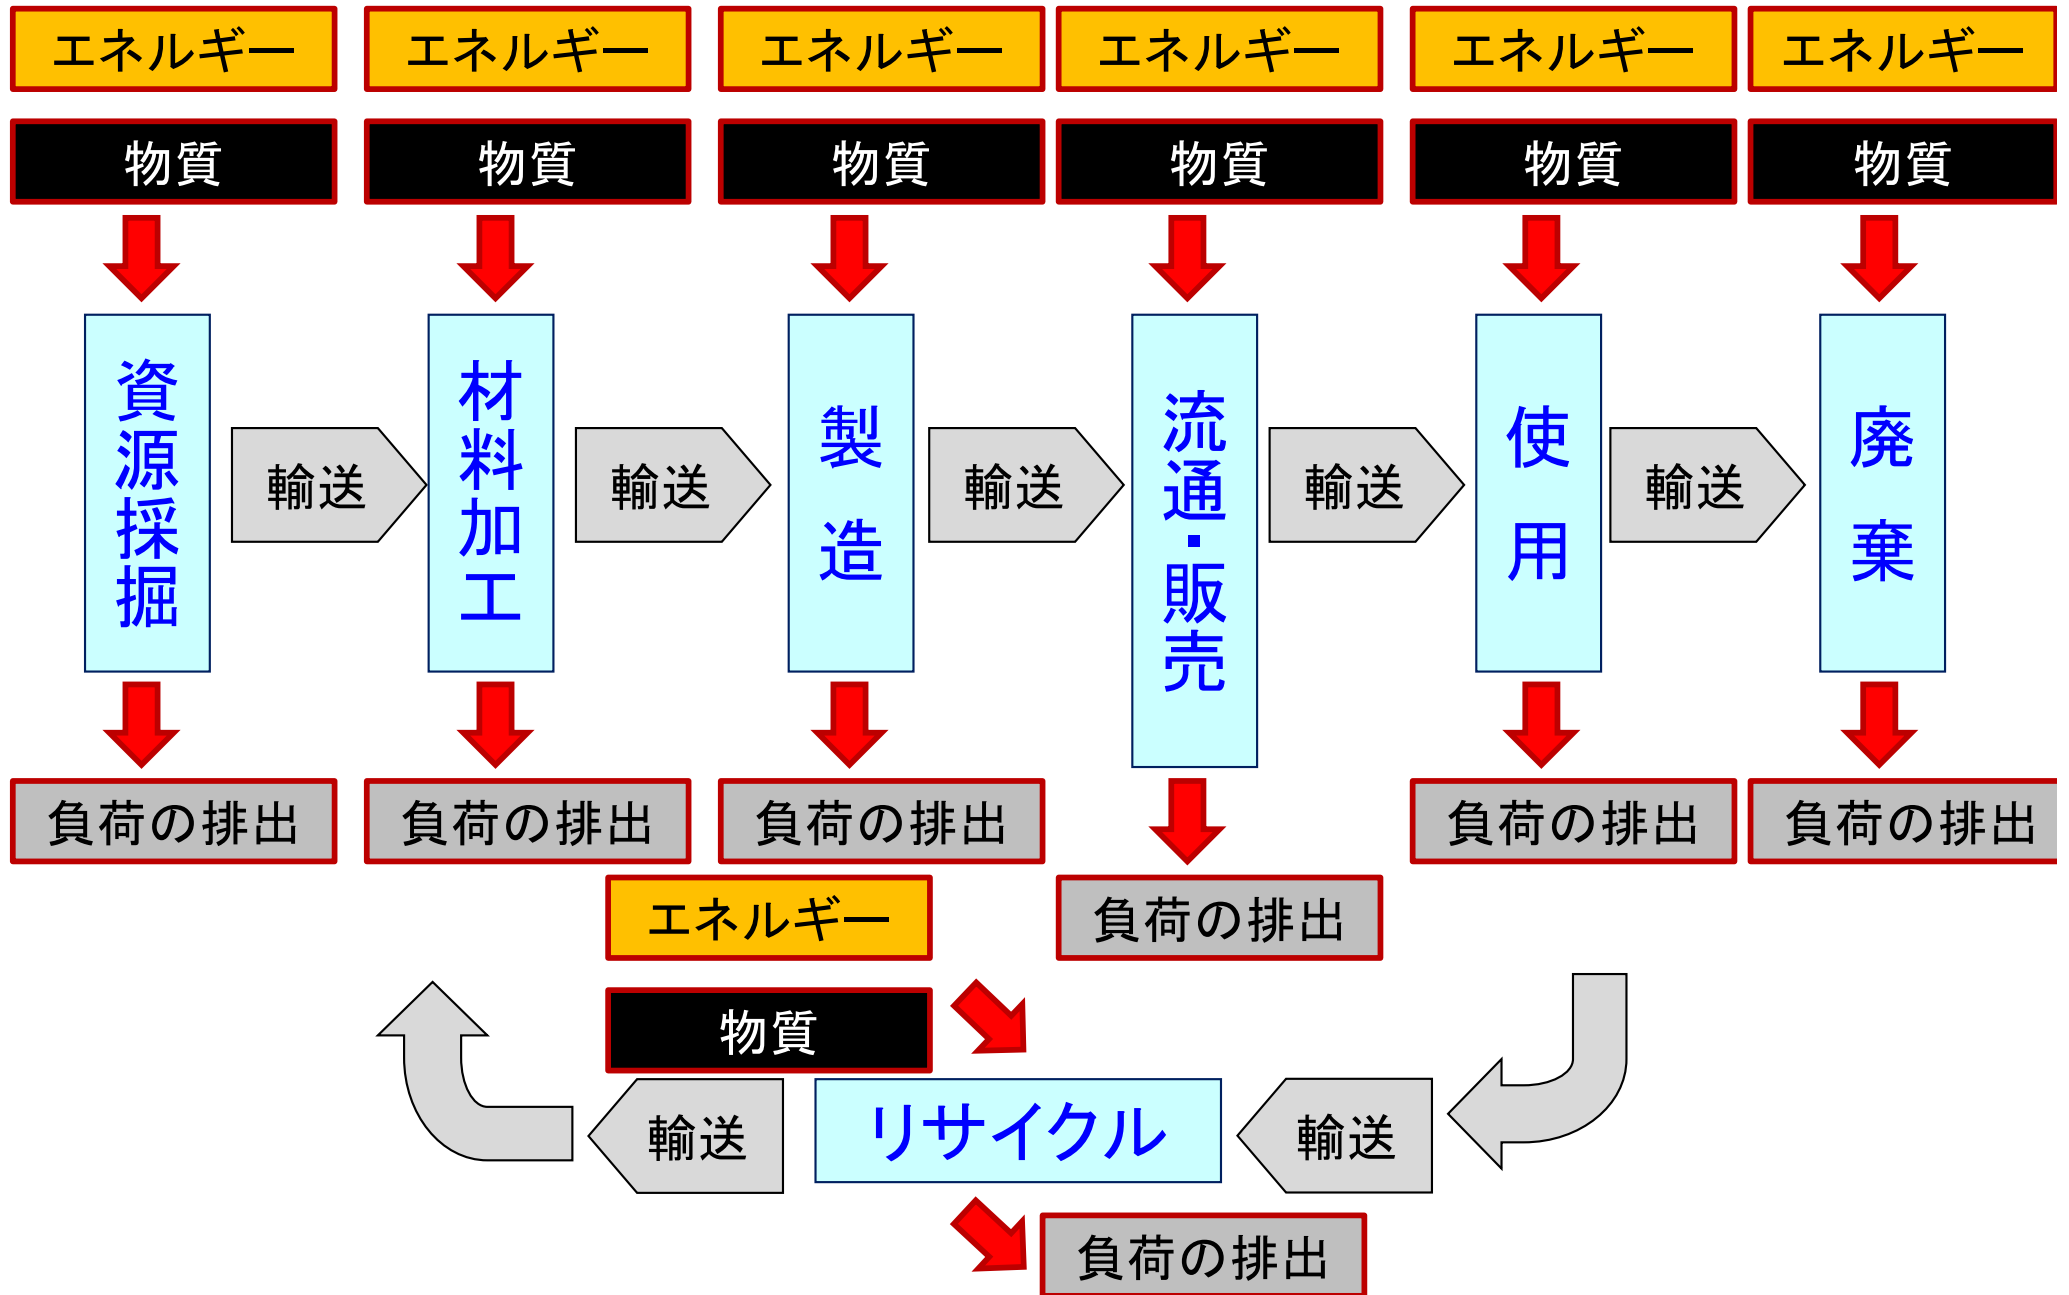 エネルギー
エネルギー
エネルギー
エネルギー
エネルギー
エネルギー
物質
物質
物質
物質
物質
物質
資源採掘
輸送
材料加工
輸送
製造
輸送
流通・販売
輸送
使用
輸送
廃棄
負荷の排出
負荷の排出
負荷の排出
負荷の排出
負荷の排出
エネルギー
負荷の排出
物質
輸送
リサイクル
輸送
負荷の排出